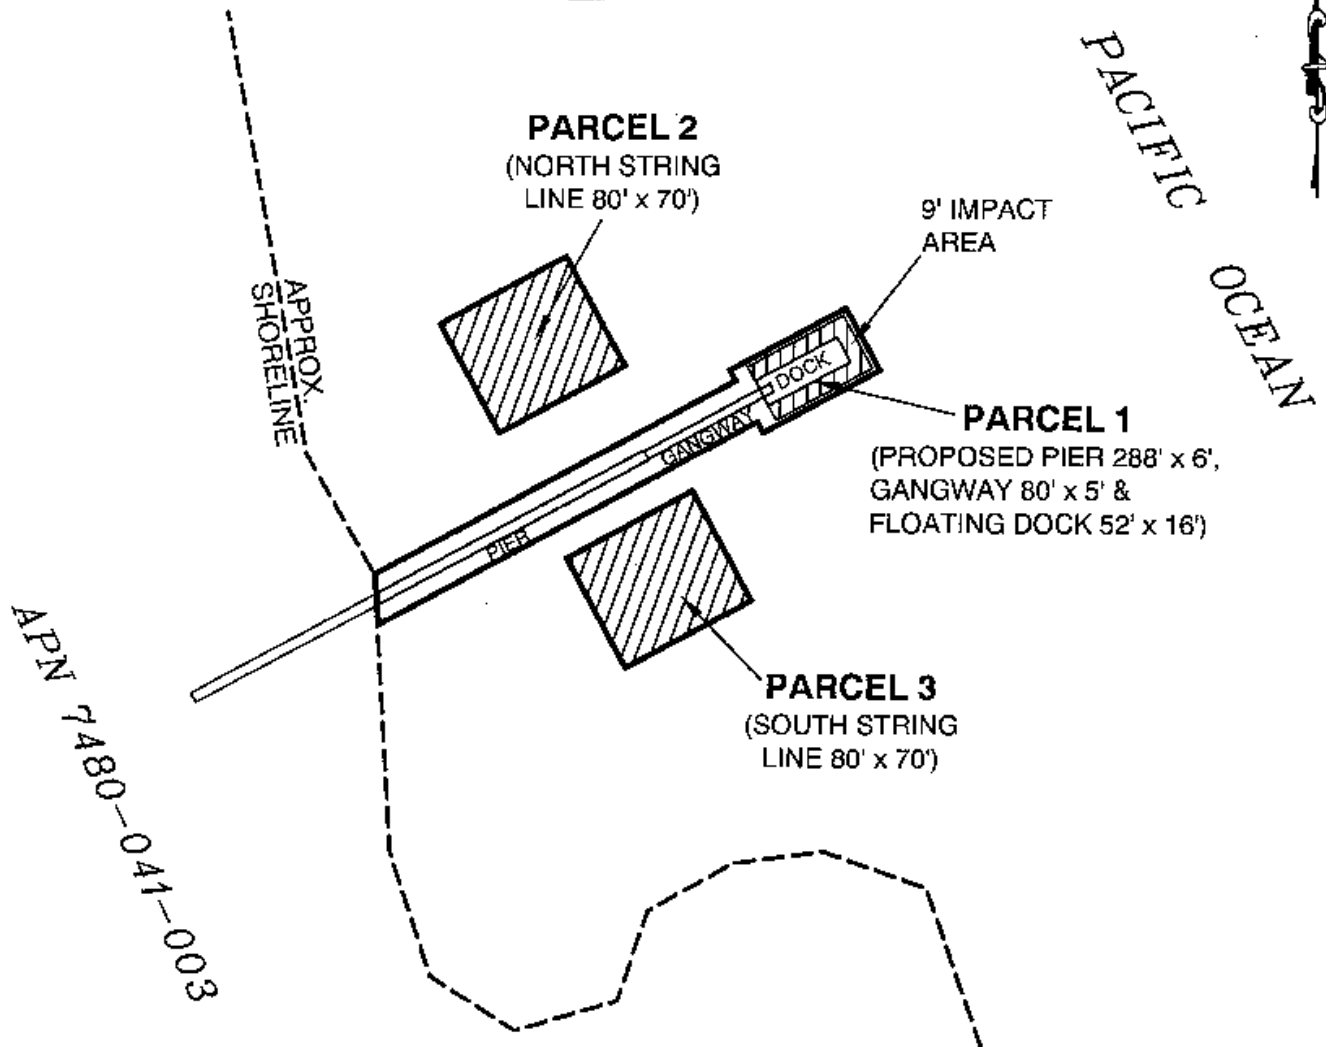 PACIFIC
OCEAN
PARCEL 2
(NORTH STRING
LINE 80' x 70')
9' IMPACT
AREA
APPROX.
SHORELINE
DOCK
GANGWAY
PIER
PARCEL 1
(PROPOSED PIER 288' x 6',
GANGWAY 80' x 5' &
FLOATING DOCK 52' x 16')
PARCEL 3
(SOUTH STRING
LINE 80' x 70')
APN 7480-041-003